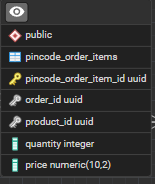 public
pincode_order_items
pincode_order_item_id uuid
order_id uuid
product_id uuid
quantity integer
price numeric(10,2)